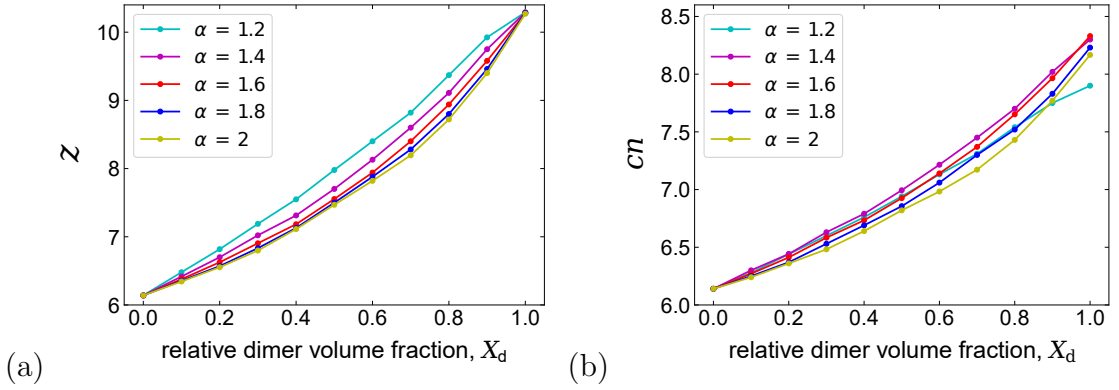 10
9
8
7
6
z
α = 1.2
α = 1.4
α = 1.6
α = 1.8
α = 2
0.0 0.2 0.4 0.6 0.8 1.0
relative dimer volume fraction, X_d
(a)
8.5
8.0
7.5
7.0
6.5
6.0
cn
α = 1.2
α = 1.4
α = 1.6
α = 1.8
α = 2
0.0 0.2 0.4 0.6 0.8 1.0
relative dimer volume fraction, X_d
(b)